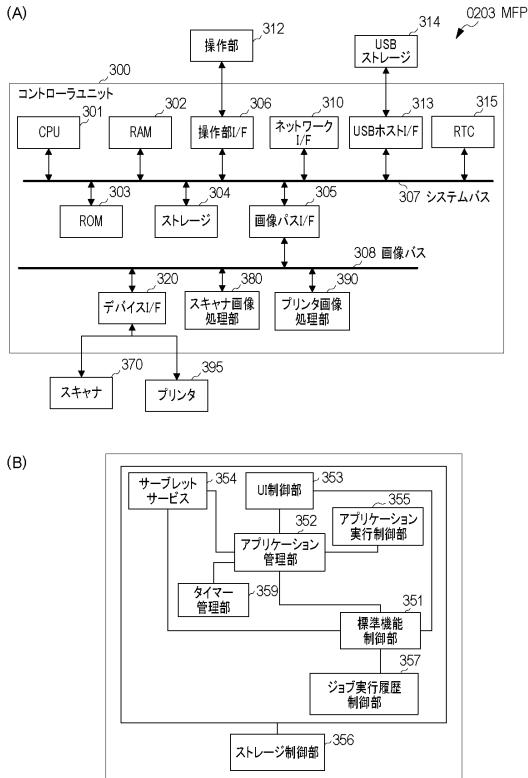 (A)
0203 MFP
312
操作部
314
USB
ストレージ
300
コントローラユニット
301
CPU
302
RAM
306
操作部I/F
310
ネットワーク
I/F
313
USBホストI/F
315
RTC
307 システムバス
303
ROM
304
ストレージ
305
画像バスI/F
308 画像バス
320
デバイスI/F
380
スキャナ画像
処理部
390
プリンタ画像
処理部
370
スキャナ
395
プリンタ
(B)
サーブレット
サービス
354
UI制御部
353
355
アプリケーション
実行制御部
352
アプリケーション
管理部
タイマー
管理部
359
351
標準機能
制御部
357
ジョブ実行履歴
制御部
ストレージ制御部
356